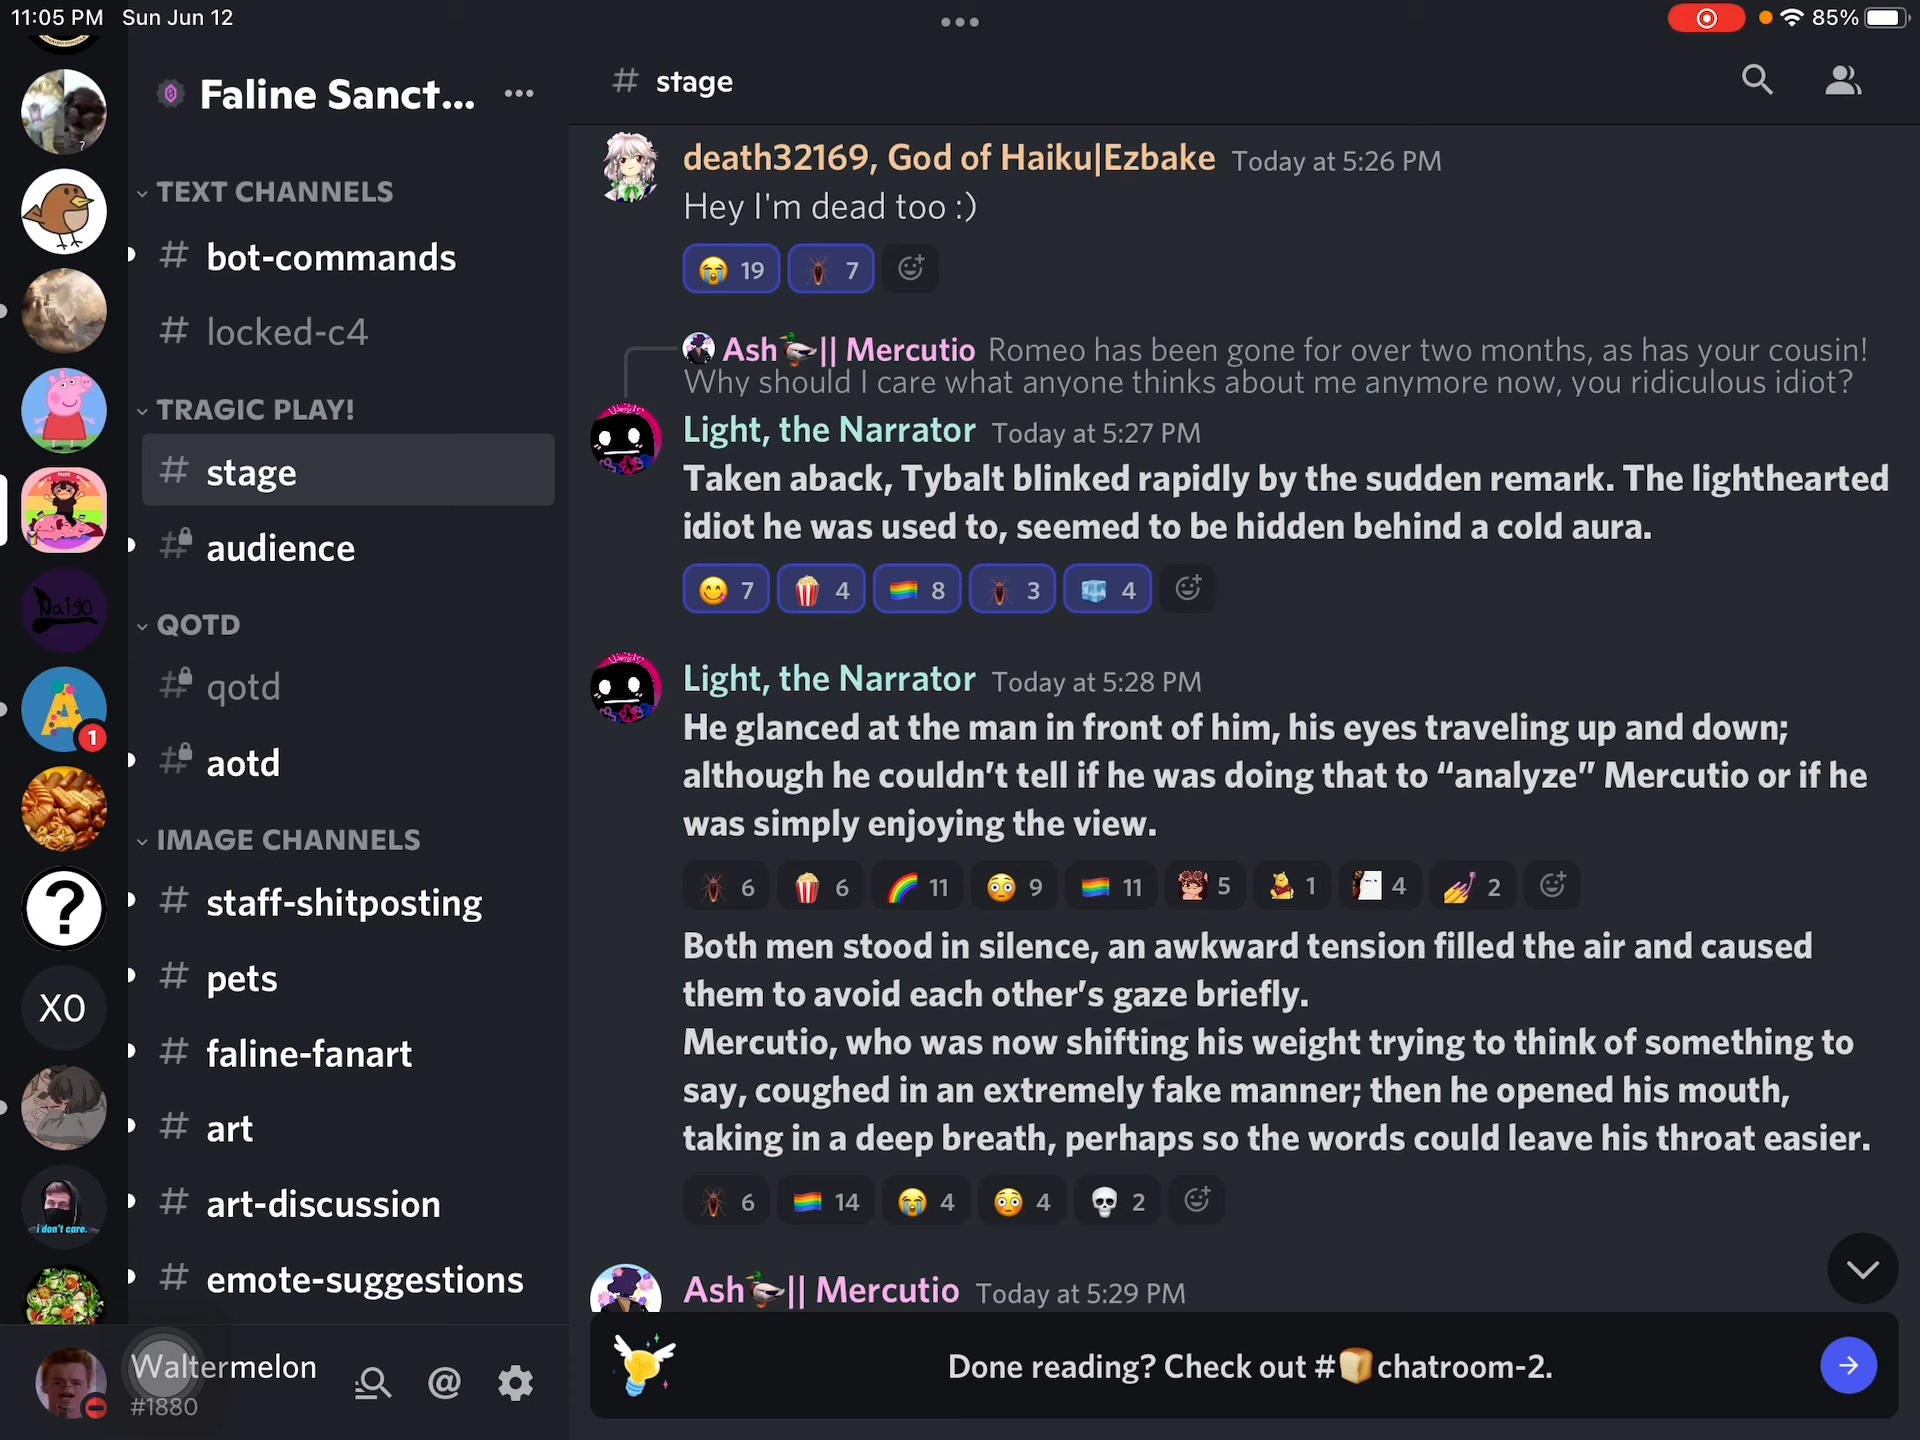 11:05 PM Sun Jun 12
85%
Faline Sanct...
TEXT CHANNELS
# bot-commands
# locked-c4
TRAGIC PLAY!
# stage
# audience
QOTD
# qotd
# aotd
IMAGE CHANNELS
# staff-shitposting
# pets
# faline-fanart
# art
# art-discussion
# emote-suggestions
Naigo
A
1
?
XO
i don't care.
Waltermelon
#1880
# stage
death32169, God of Haiku|Ezbake Today at 5:26 PM
Hey I'm dead too :)
😭 19 🪳 7
Ash🦆|| Mercutio Romeo has been gone for over two months, as has your cousin!
Why should I care what anyone thinks about me anymore now, you ridiculous idiot?
Light, the Narrator Today at 5:27 PM
Taken aback, Tybalt blinked rapidly by the sudden remark. The lighthearted
idiot he was used to, seemed to be hidden behind a cold aura.
😋 7 🍿 4 🏳️‍🌈 8 🪳 3 🧊 4
Light, the Narrator Today at 5:28 PM
He glanced at the man in front of him, his eyes traveling up and down;
although he couldn't tell if he was doing that to “analyze” Mercutio or if he
was simply enjoying the view.
🪳 6 🍿 6 🌈 11 😳 9 🏳️‍🌈 11 5 1 4 💅 2
Both men stood in silence, an awkward tension filled the air and caused
them to avoid each other's gaze briefly.
Mercutio, who was now shifting his weight trying to think of something to
say, coughed in an extremely fake manner; then he opened his mouth,
taking in a deep breath, perhaps so the words could leave his throat easier.
🪳 6 🏳️‍🌈 14 😭 4 😳 4 💀 2
Ash🦆|| Mercutio Today at 5:29 PM
Done reading? Check out #🍞chatroom-2.